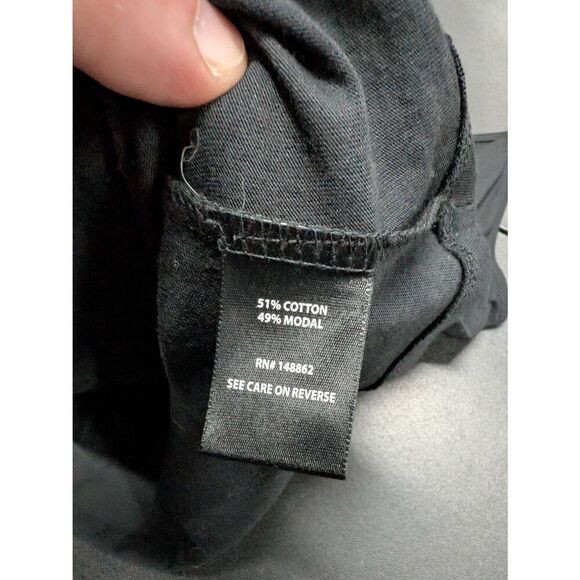 51% COTTON
49% MODAL
RN# 148862
SEE CARE ON REVERSE